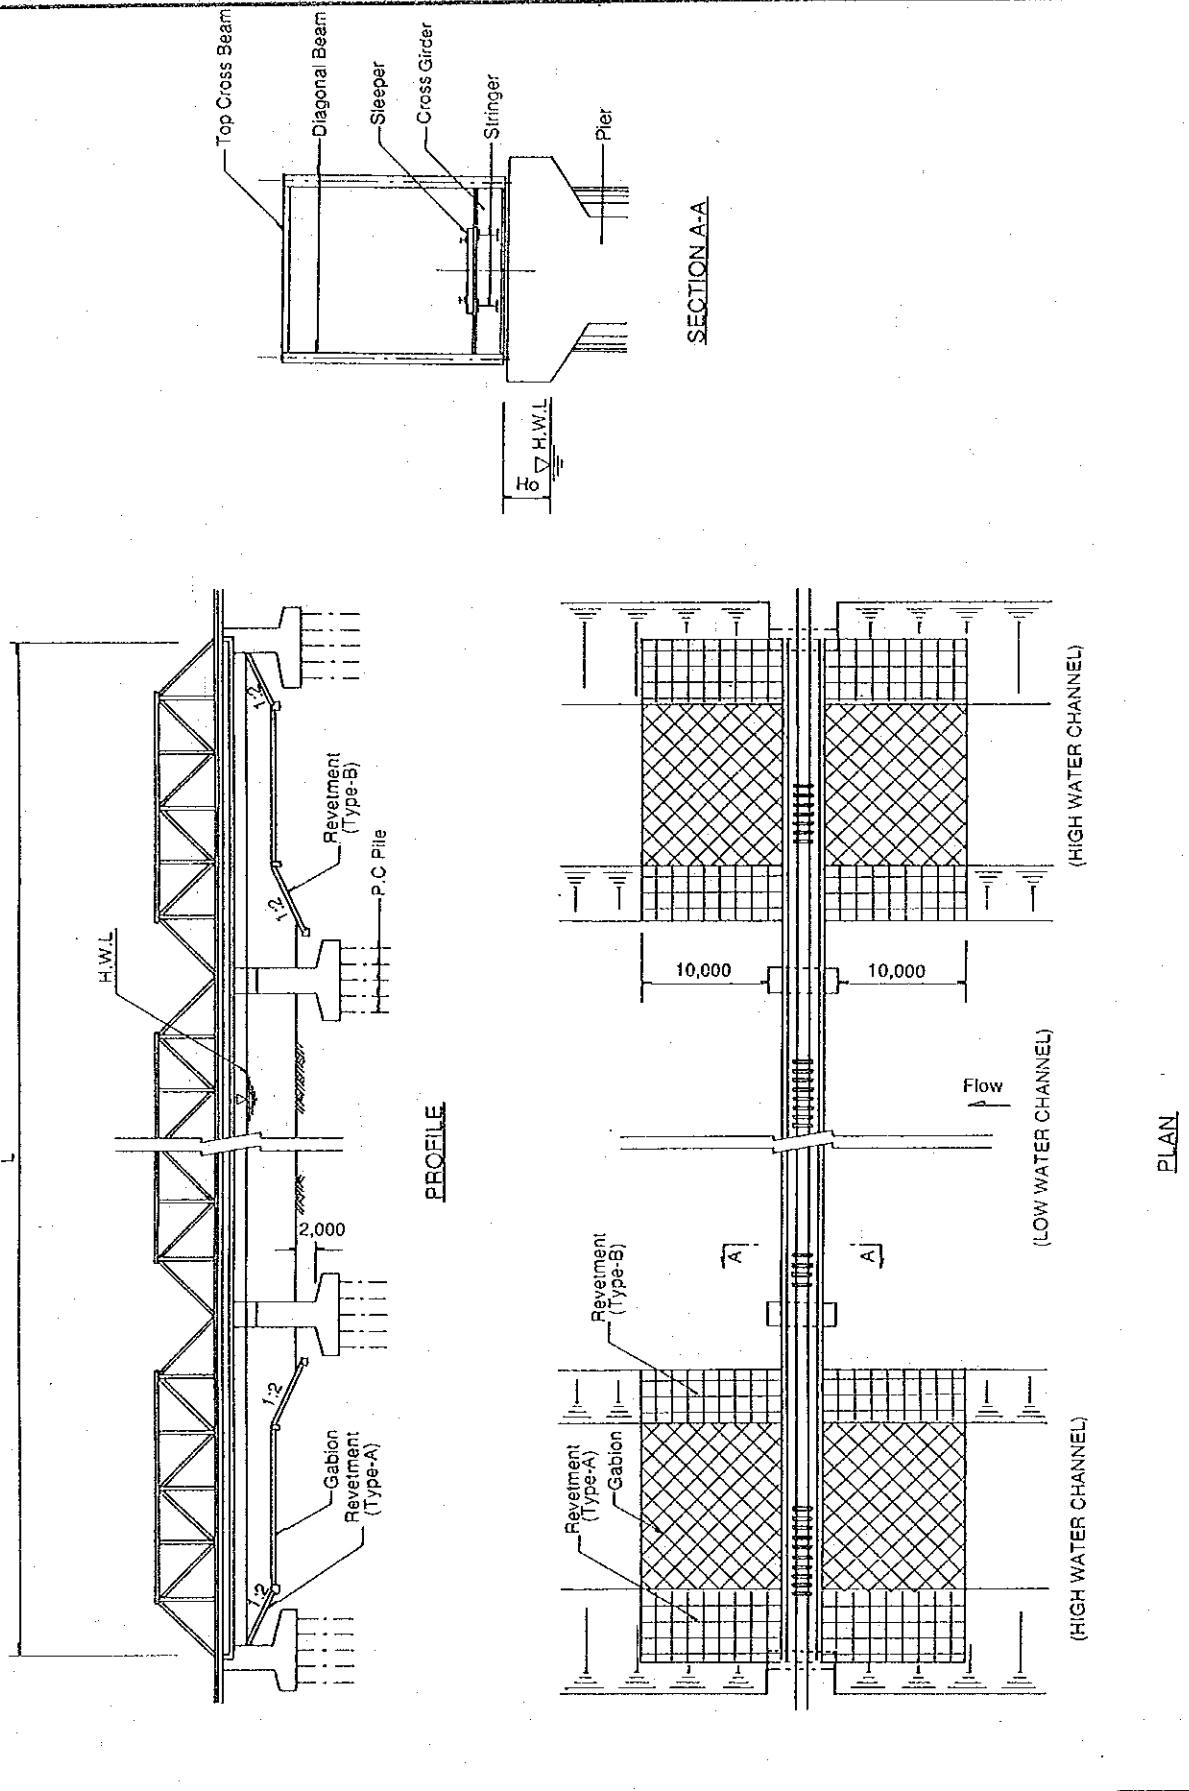 L
H.W.L
1:2
Gabion
Revetment
(Type-A)
1:2
2,000
P.C Pile
1:2
Revetment
(Type-B)
1:2
PROFILE
Top Cross Beam
Diagonal Beam
Sleeper
Cross Girder
Stringer
Pier
Ho
H.W.L
SECTION A-A
Revetment
(Type-A)
Gabion
Revetment
(Type-B)
A
A
10,000
10,000
Flow
(HIGH WATER CHANNEL)
(LOW WATER CHANNEL)
(HIGH WATER CHANNEL)
PLAN